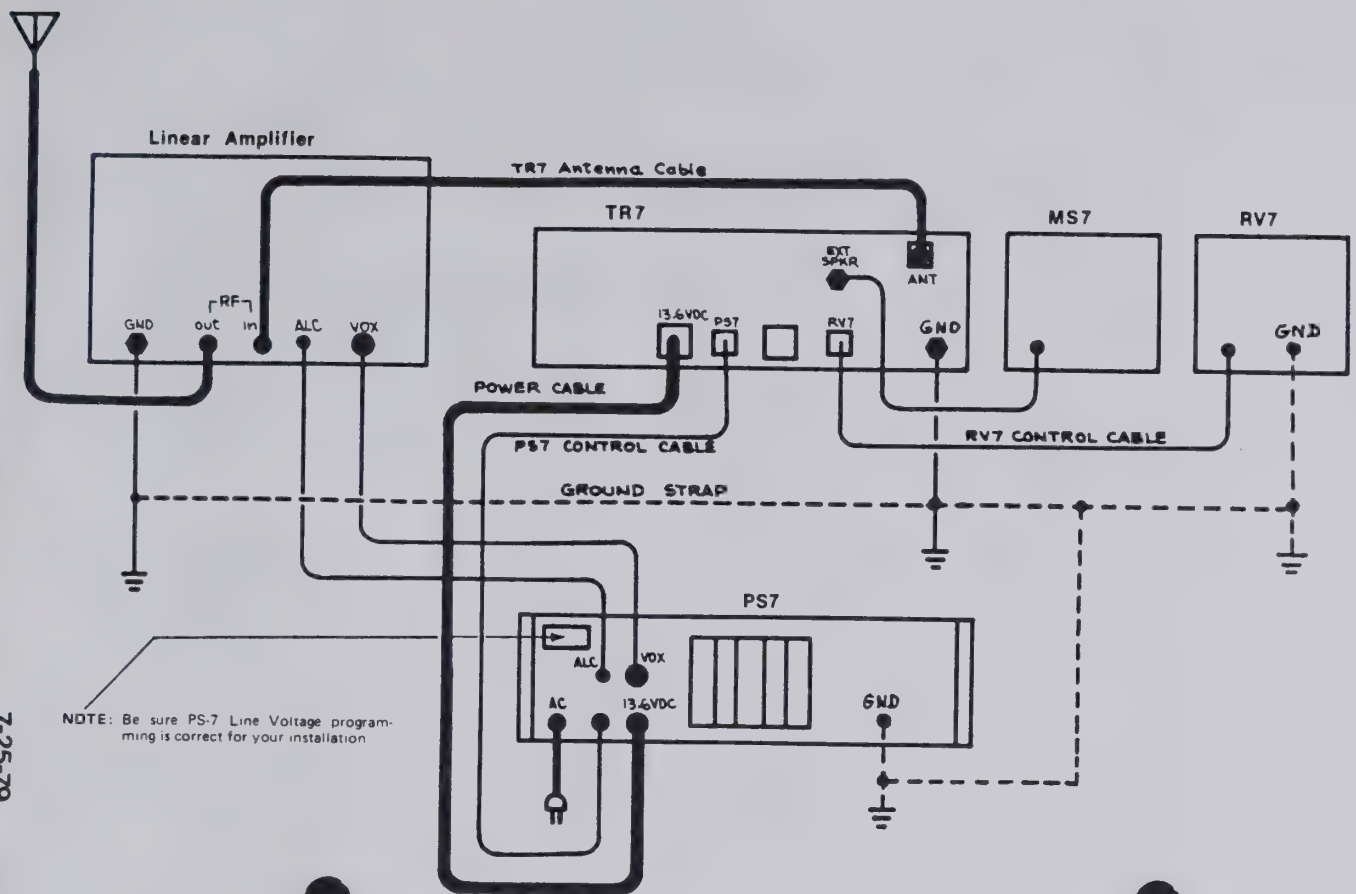 Linear Amplifier
TR7 Antenna Cable
TR7
MS7
RV7
EXT
SPKR
ANT
RF
GND
out
in
ALC
VOX
13.6VDC
PS7
RV7
GND
GND
POWER CABLE
PS7 CONTROL CABLE
RV7 CONTROL CABLE
GROUND STRAP
PS7
ALC
VOX
AC
13.6VDC
GND
NOTE: Be sure PS-7 Line Voltage program-
ming is correct for your installation
7-25-79